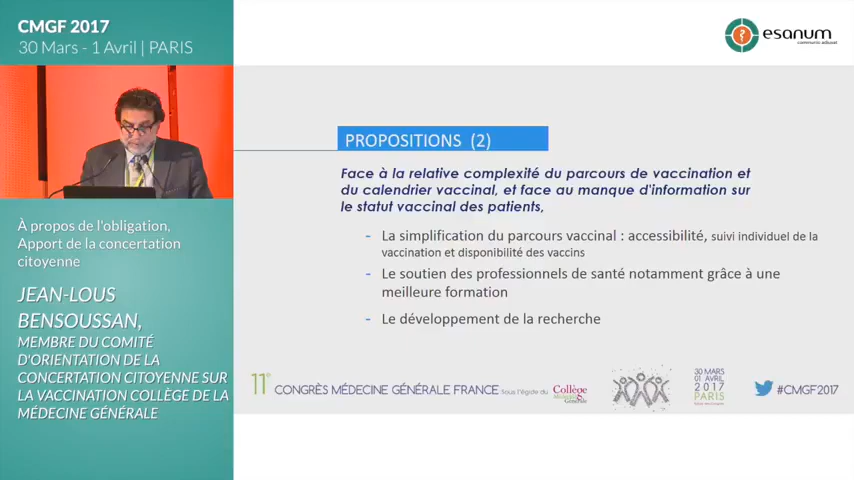 CMGF 2017
30 Mars - 1 Avril | PARIS
À propos de l'obligation,
Apport de la concertation
citoyenne
JEAN-LOUS
BENSOUSSAN,
MEMBRE DU COMITÉ
D'ORIENTATION DE LA
CONCERTATION CITOYENNE SUR
LA VACCINATION COLLÈGE DE LA
MÉDECINE GÉNÉRALE
esanum
PROPOSITIONS (2)
Face à la relative complexité du parcours de vaccination et
du calendrier vaccinal, et face au manque d'information sur
le statut vaccinal des patients,
- La simplification du parcours vaccinal : accessibilité, suivi individuel de la
vaccination et disponibilité des vaccins
- Le soutien des professionnels de santé notamment grâce à une
meilleure formation
- Le développement de la recherche
11e CONGRÈS MÉDECINE GÉNÉRALE FRANCE Sous l'égide du
Collège
Médecine
Générale
30 MARS
01 AVRIL
2017
PARIS
#CMGF2017